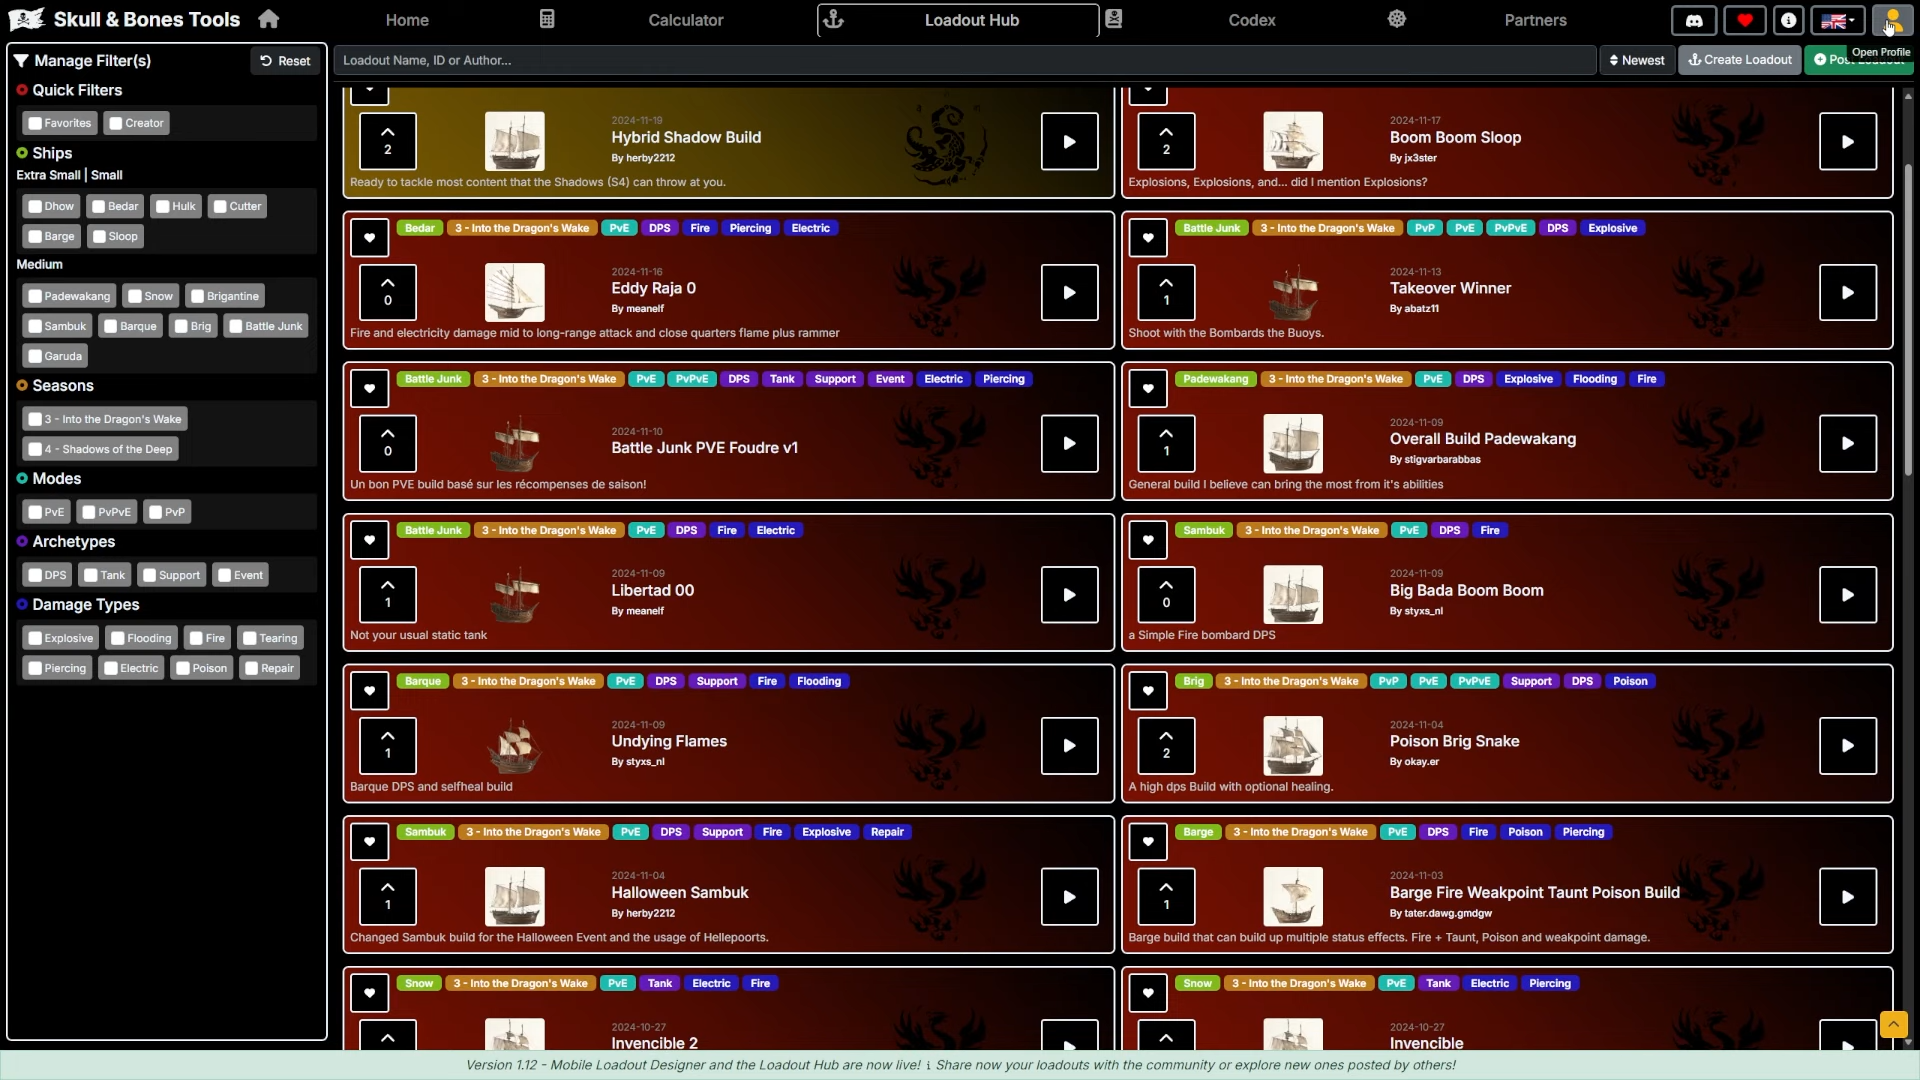 Skull & Bones Tools
Home
Calculator
Loadout Hub
Codex
Partners
Open Profile
Manage Filter(s)
Reset
Loadout Name, ID or Author...
Newest
Create Loadout
Quick Filters
Favorites
Creator
Ships
Extra Small | Small
Dhow
Bedar
Hulk
Cutter
Barge
Sloop
Medium
Padewakang
Snow
Brigantine
Sambuk
Barque
Brig
Battle Junk
Garuda
Seasons
3 - Into the Dragon's Wake
4 - Shadows of the Deep
Modes
PvE
PvPvE
PvP
Archetypes
DPS
Tank
Support
Event
Damage Types
Explosive
Flooding
Fire
Tearing
Piercing
Electric
Poison
Repair
2
2024-11-19
Hybrid Shadow Build
By herby2212
Ready to tackle most content that the Shadows (S4) can throw at you.
2
2024-11-17
Boom Boom Sloop
By jx3ster
Explosions, Explosions, and... did I mention Explosions?
Bedar 3 - Into the Dragon's Wake PvE DPS Fire Piercing Electric
0
2024-11-16
Eddy Raja 0
By meanelf
Fire and electricity damage mid to long-range attack and close quarters flame plus rammer
Battle Junk 3 - Into the Dragon's Wake PvP PvE PvPvE DPS Explosive
1
2024-11-13
Takeover Winner
By abatz11
Shoot with the Bombards the Buoys.
Battle Junk 3 - Into the Dragon's Wake PvE PvPvE DPS Tank Support Event Electric Piercing
0
2024-11-10
Battle Junk PVE Foudre v1
Un bon PVE build basé sur les récompenses de saison!
Padewakang 3 - Into the Dragon's Wake PvE DPS Explosive Flooding Fire
1
2024-11-09
Overall Build Padewakang
By stigvarbarabbas
General build I believe can bring the most from it's abilities
Battle Junk 3 - Into the Dragon's Wake PvE DPS Fire Electric
1
2024-11-09
Libertad 00
By meanelf
Not your usual static tank
Sambuk 3 - Into the Dragon's Wake PvE DPS Fire
0
2024-11-09
Big Bada Boom Boom
By styxs_nl
a Simple Fire bombard DPS
Barque 3 - Into the Dragon's Wake PvE DPS Support Fire Flooding
1
2024-11-09
Undying Flames
By styxs_nl
Barque DPS and selfheal build
Brig 3 - Into the Dragon's Wake PvP PvE PvPvE Support DPS Poison
2
2024-11-04
Poison Brig Snake
By okay.er
A high dps Build with optional healing.
Sambuk 3 - Into the Dragon's Wake PvE DPS Support Fire Explosive Repair
1
2024-11-04
Halloween Sambuk
By herby2212
Changed Sambuk build for the Halloween Event and the usage of Hellepoorts.
Barge 3 - Into the Dragon's Wake PvE DPS Fire Poison Piercing
1
2024-11-03
Barge Fire Weakpoint Taunt Poison Build
By tater.dawg.gmdgw
Barge build that can build up multiple status effects. Fire + Taunt, Poison and weakpoint damage.
Snow 3 - Into the Dragon's Wake PvE Tank Electric Fire
2024-10-27
Invencible 2
Snow 3 - Into the Dragon's Wake PvE Tank Electric Piercing
2024-10-27
Invencible
Version 1.12 - Mobile Loadout Designer and the Loadout Hub are now live! i Share now your loadouts with the community or explore new ones posted by others!